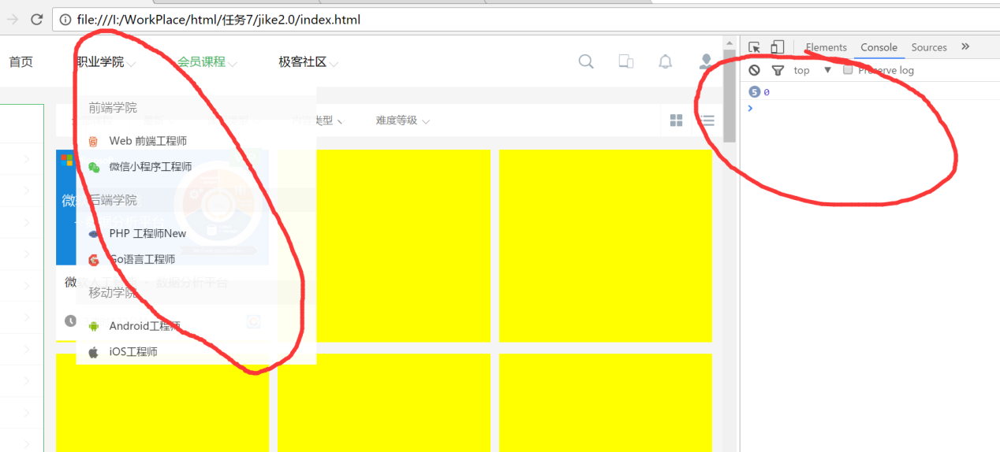 file:///I:/WorkPlace/html/任务7/jike2.0/index.html
首页 职业学院 会员课程 极客社区
Elements Console Sources »
top Preserve log
5 0
前端学院
类型 难度等级
Web 前端工程师
微信小程序工程师
后端学院
微
PHP 工程师New
Go语言工程师
微软人工智能 - 数据分析平台
移动学院
Android工程师
iOS工程师